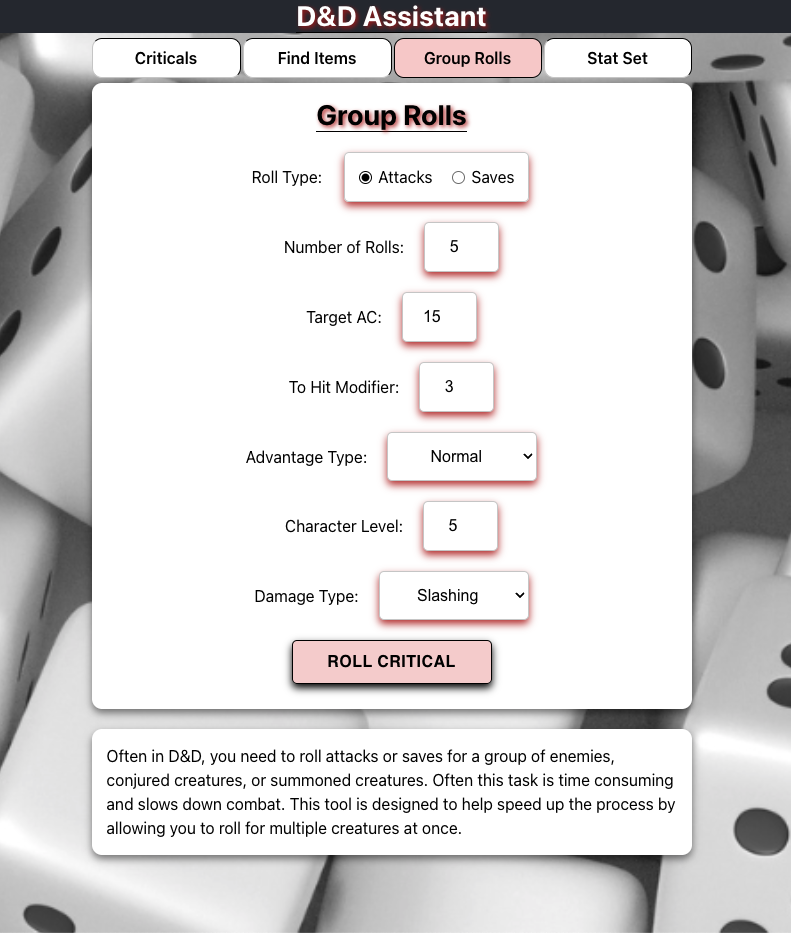 D&D Assistant
Criticals Find Items Group Rolls Stat Set
Group Rolls
Roll Type: Attacks Saves
Number of Rolls: 5
Target AC: 15
To Hit Modifier: 3
Advantage Type: Normal
Character Level: 5
Damage Type: Slashing
ROLL CRITICAL
Often in D&D, you need to roll attacks or saves for a group of enemies,
conjured creatures, or summoned creatures. Often this task is time consuming
and slows down combat. This tool is designed to help speed up the process by
allowing you to roll for multiple creatures at once.